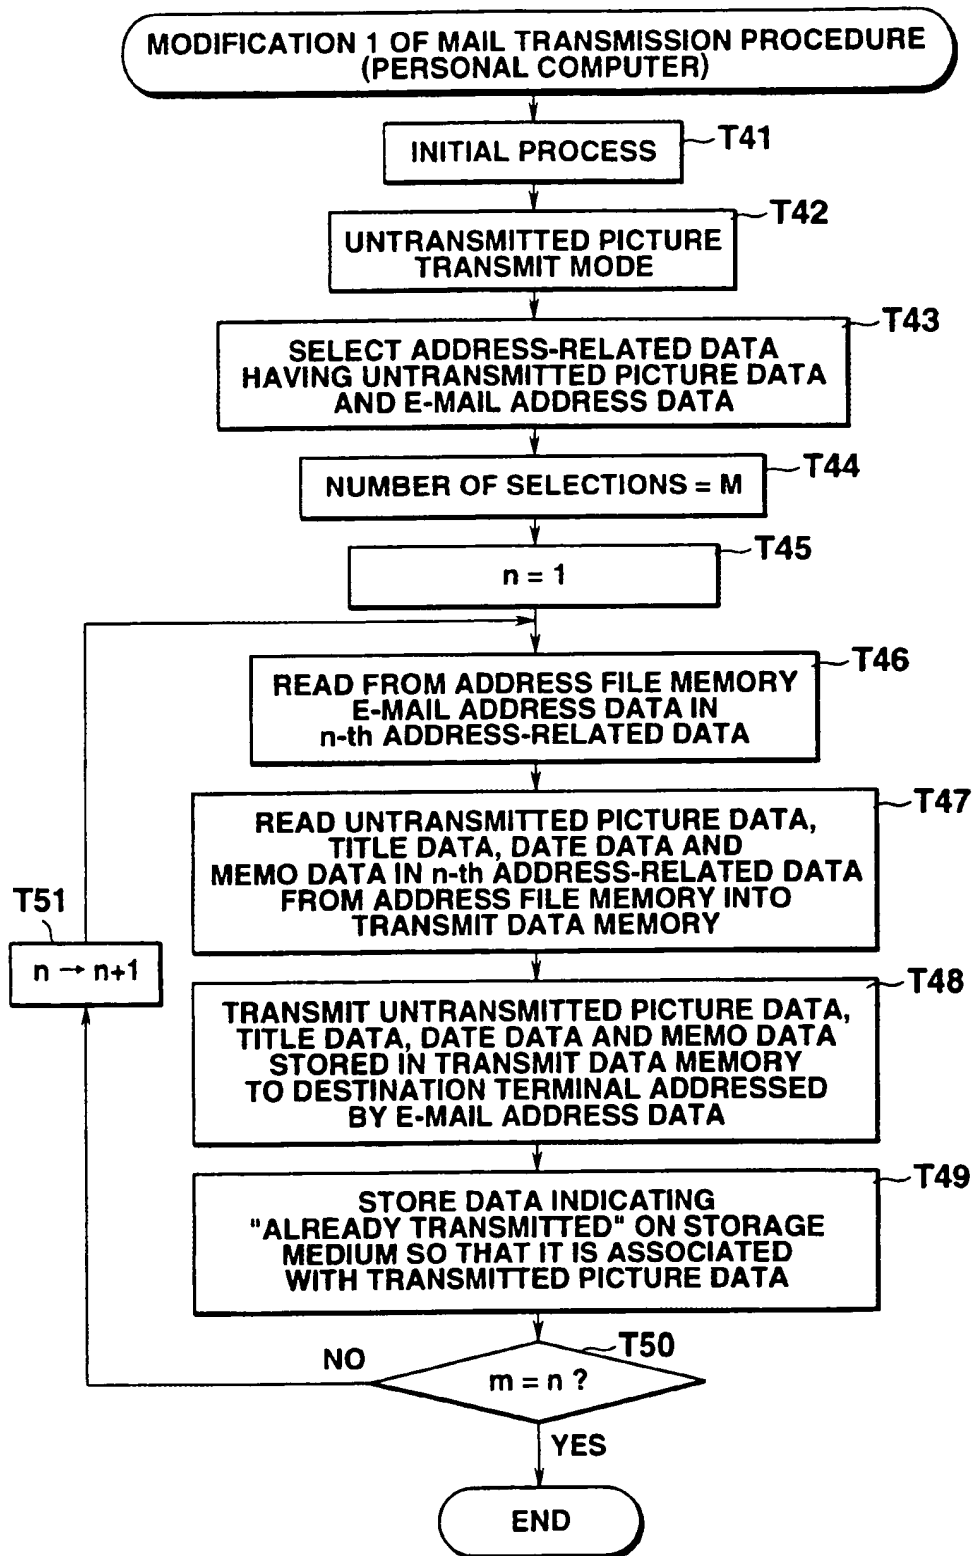 MODIFICATION 1 OF MAIL TRANSMISSION PROCEDURE
(PERSONAL COMPUTER)
T41
INITIAL PROCESS
T42
UNTRANSMITTED PICTURE
TRANSMIT MODE
T43
SELECT ADDRESS-RELATED DATA
HAVING UNTRANSMITTED PICTURE DATA
AND E-MAIL ADDRESS DATA
T44
NUMBER OF SELECTIONS = M
T45
n = 1
T46
READ FROM ADDRESS FILE MEMORY
E-MAIL ADDRESS DATA IN
n-th ADDRESS-RELATED DATA
T47
READ UNTRANSMITTED PICTURE DATA,
TITLE DATA, DATE DATA AND
MEMO DATA IN n-th ADDRESS-RELATED DATA
FROM ADDRESS FILE MEMORY INTO
TRANSMIT DATA MEMORY
T51
n → n+1
T48
TRANSMIT UNTRANSMITTED PICTURE DATA,
TITLE DATA, DATE DATA AND MEMO DATA
STORED IN TRANSMIT DATA MEMORY
TO DESTINATION TERMINAL ADDRESSED
BY E-MAIL ADDRESS DATA
T49
STORE DATA INDICATING
"ALREADY TRANSMITTED" ON STORAGE
MEDIUM SO THAT IT IS ASSOCIATED
WITH TRANSMITTED PICTURE DATA
T50
NO
m = n ?
YES
END